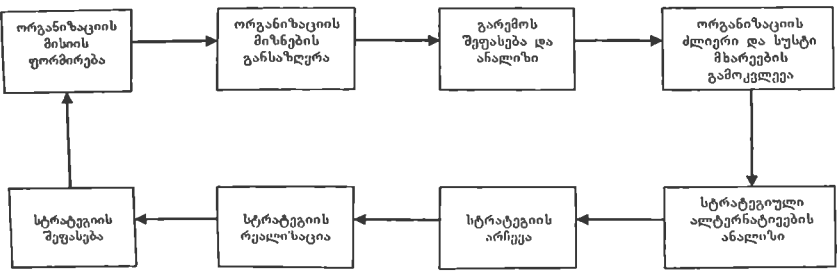 ორგანიზაციის
მისიის
ფორმირება
ორგანიზაციის
მიზნების
განსაზღვრა
გარემოს
შეფასება და
ანალიზი
ორგანიზაციის
ძლიერი და სუსტი
მხარეების
გამოკვლევა
სტრატეგიული
ალტერნატივების
ანალიზი
სტრატეგიის
არჩევა
სტრატეგიის
რეალიზაცია
სტრატეგიის
შეფასება